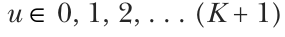 u ∈ 0, 1, 2, . . . (K + 1)